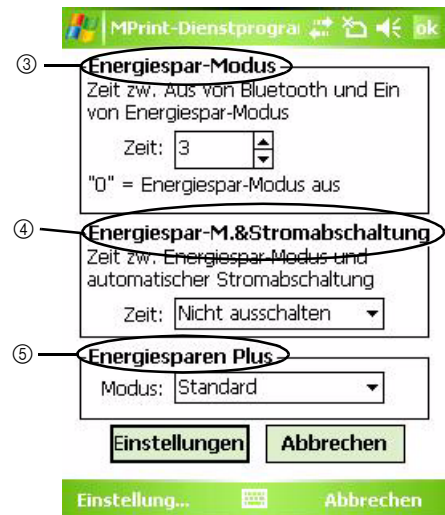 MPrint-Dienstprograi
ok
③
Energiespar-Modus
Zeit zw. Aus von Bluetooth und Ein
von Energiespar-Modus
Zeit: 3
"0" = Energiespar-Modus aus
④
Energiespar-M.&Stromabschaltung
Zeit zw. Energiespar-Modus und
automatischer Stromabschaltung
Zeit: Nicht ausschalten
⑤
Energiesparen Plus
Modus: Standard
Einstellungen Abbrechen
Einstellung... Abbrechen